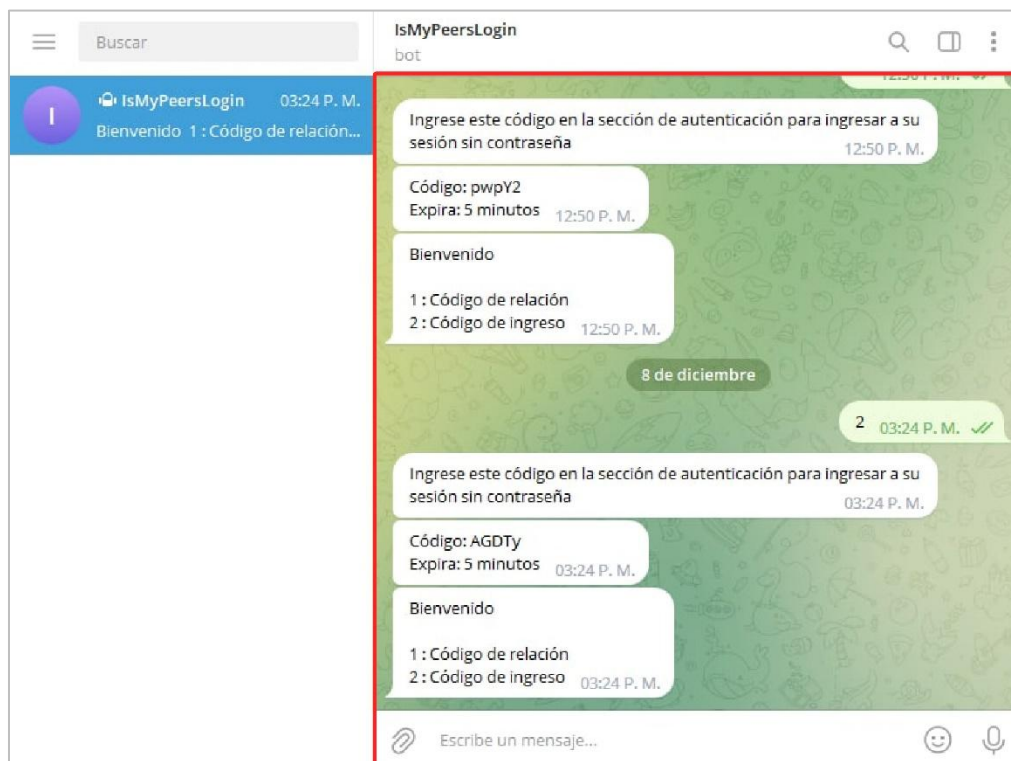 Buscar
IsMyPeersLogin
bot
I
IsMyPeersLogin 03:24 P. M.
Bienvenido 1 : Código de relación...
12:50 P. M.
Ingrese este código en la sección de autenticación para ingresar a su
sesión sin contraseña
12:50 P. M.
Código: pwpY2
Expira: 5 minutos 12:50 P. M.
Bienvenido
1 : Código de relación
2 : Código de ingreso 12:50 P. M.
8 de diciembre
2 03:24 P. M.
Ingrese este código en la sección de autenticación para ingresar a su
sesión sin contraseña
03:24 P. M.
Código: AGDTy
Expira: 5 minutos 03:24 P. M.
Bienvenido
1 : Código de relación
2 : Código de ingreso 03:24 P. M.
Escribe un mensaje...